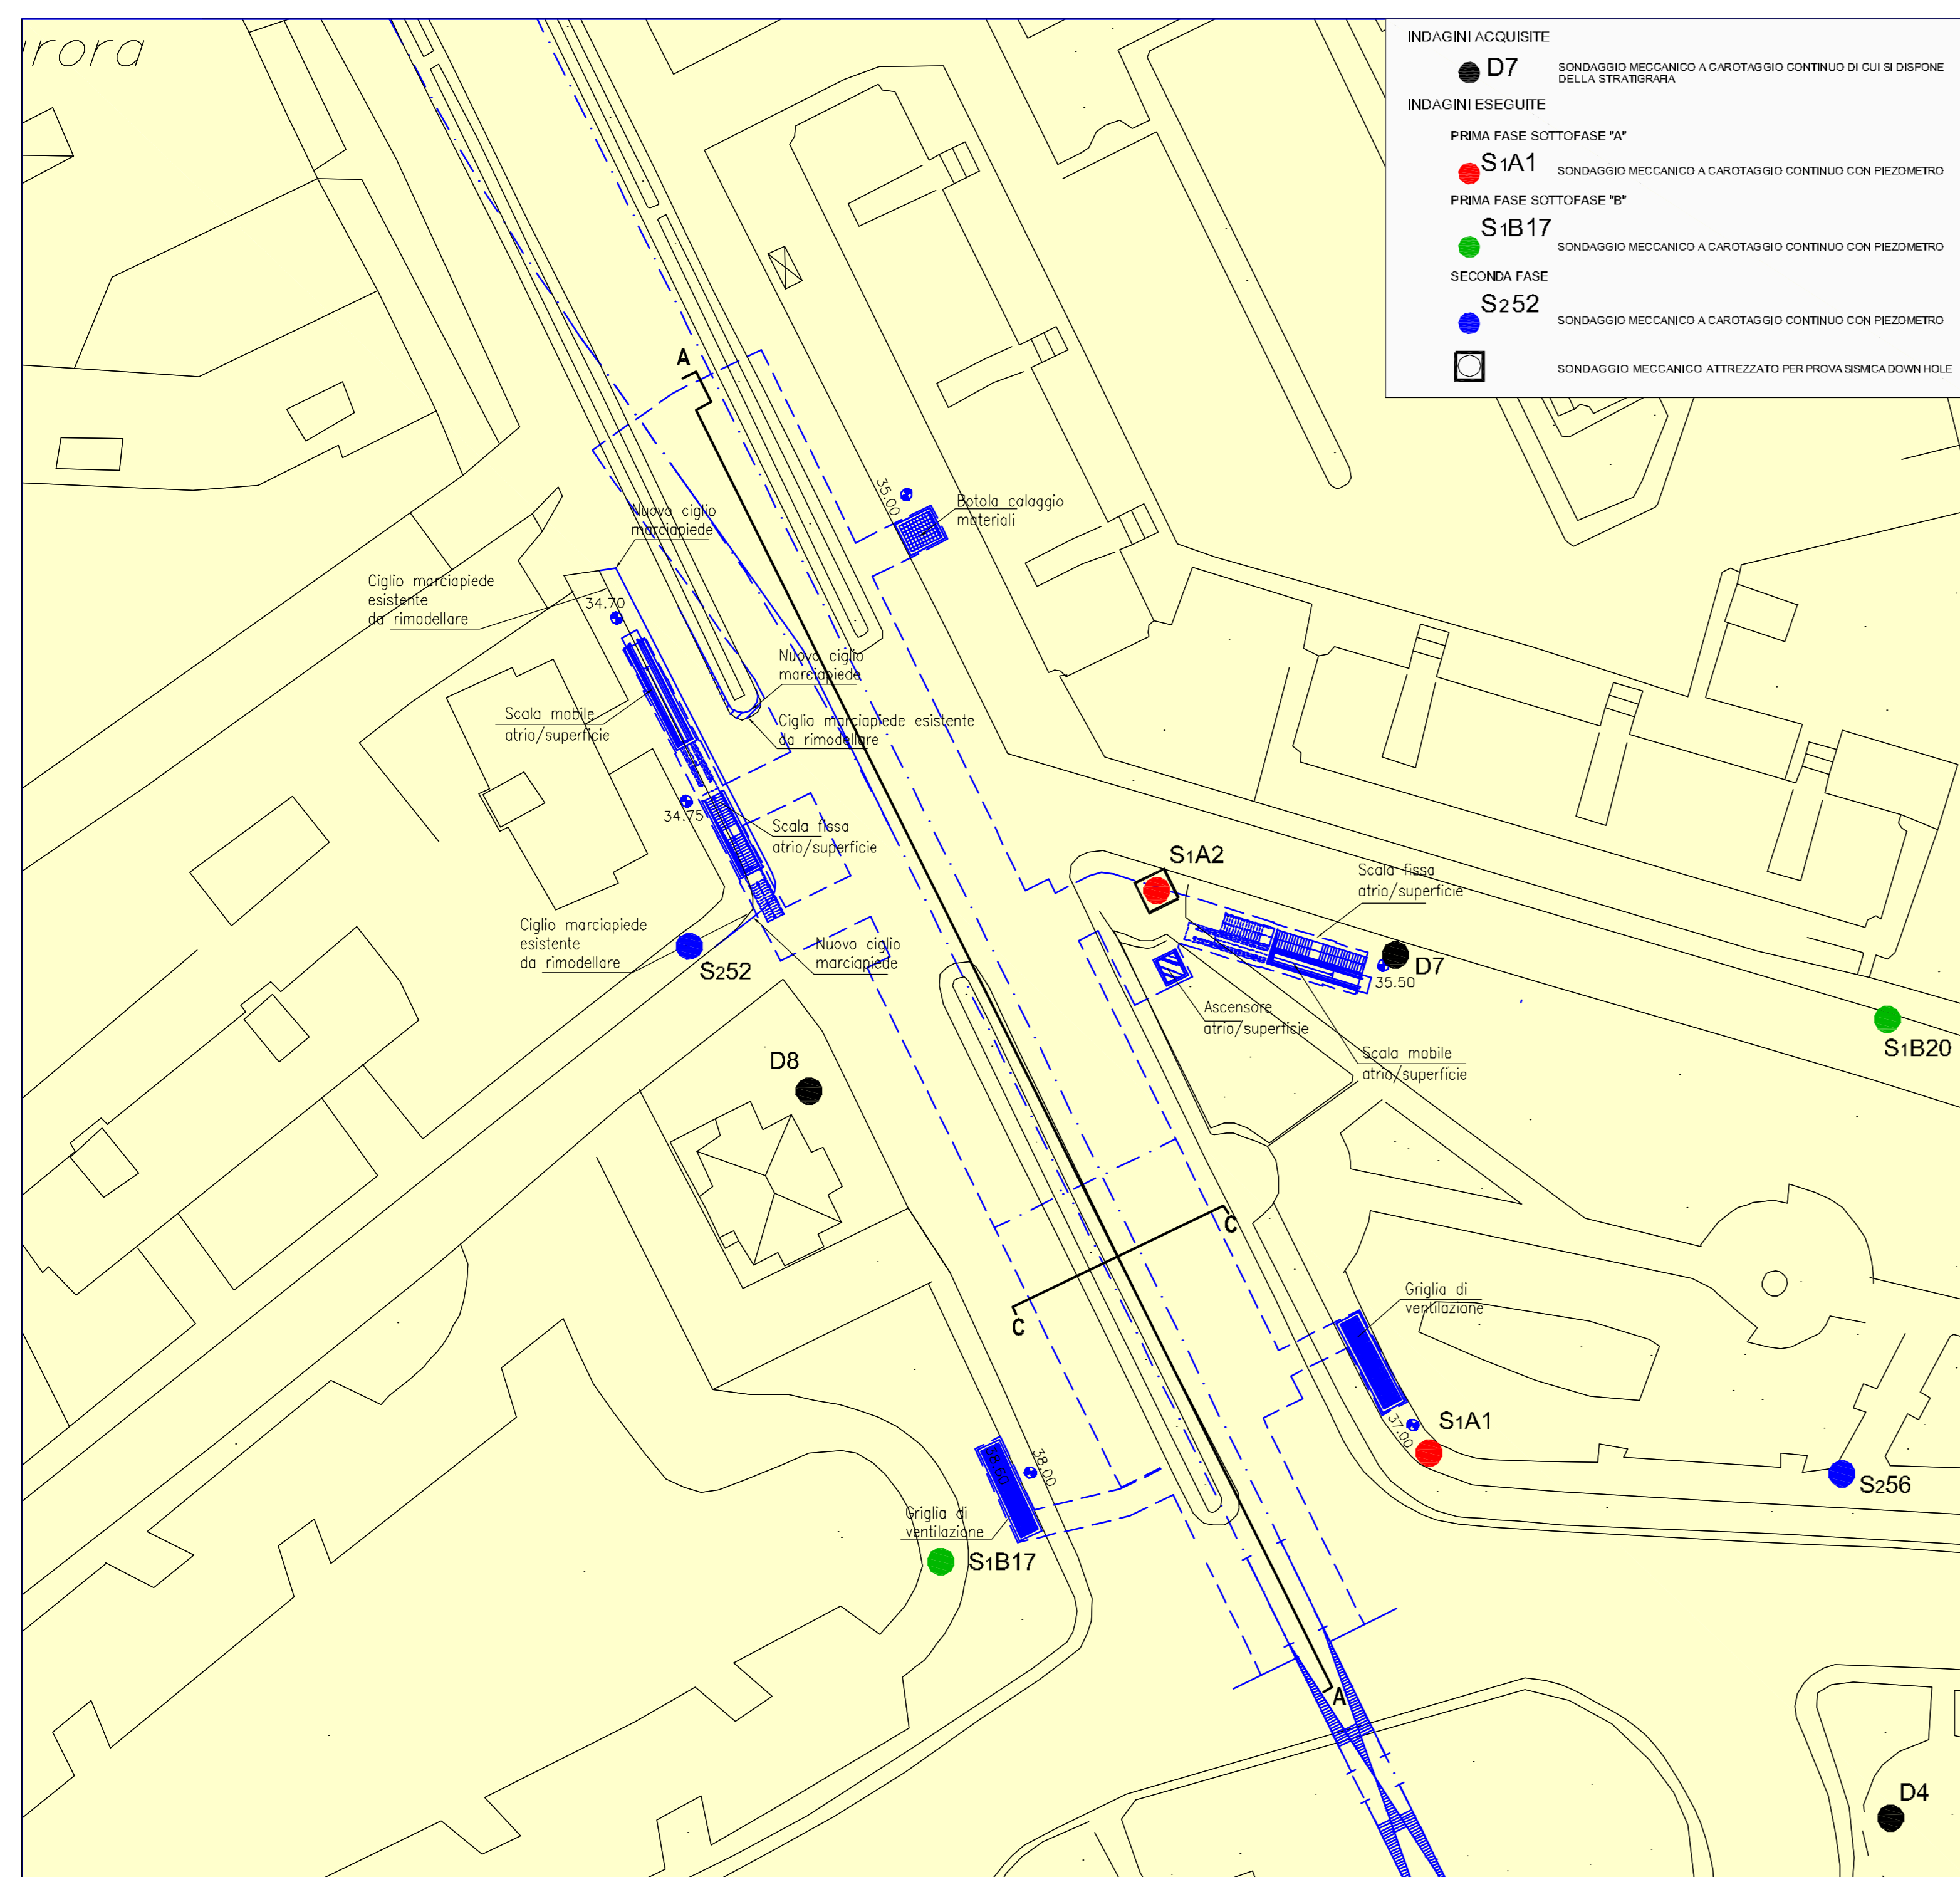 urora
INDAGINI ACQUISITE
D7
SONDAGGIO MECCANICO A CAROTAGGIO CONTINUO DI CUI SI DISPONE
DELLA STRATIGRAFIA
INDAGINI ESEGUITE
PRIMA FASE SOTTOFASE "A"
S1A1
SONDAGGIO MECCANICO A CAROTAGGIO CONTINUO CON PIEZOMETRO
PRIMA FASE SOTTOFASE "B"
S1B17
SONDAGGIO MECCANICO A CAROTAGGIO CONTINUO CON PIEZOMETRO
SECONDA FASE
S252
SONDAGGIO MECCANICO A CAROTAGGIO CONTINUO CON PIEZOMETRO
SONDAGGIO MECCANICO ATTREZZATO PER PROVA SISMICA DOWN HOLE
A
35.00
Botola calaggio
materiali
Nuovo ciglio
marciapiede
Ciglio marciapiede
esistente
da rimodellare
34.70
Nuovo ciglio
marciapiede
Scala mobile
atrio/superficie
Ciglio marciapiede esistente
da rimodellare
34.75
Scala fissa
atrio/superficie
S1A2
Scala fissa
atrio/superficie
Ciglio marciapiede
esistente
da rimodellare
Nuovo ciglio
marciapiede
S252
D7
35.50
Ascensore
atrio/superficie
S1B20
Scala mobile
atrio/superficie
D8
C
C
Griglia di
ventilazione
37.00
S1A1
38.60
38.00
S256
Griglia di
ventilazione
S1B17
A
D4